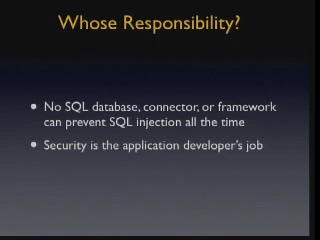 Whose Responsibility?
• No SQL database, connector, or framework
can prevent SQL injection all the time
• Security is the application developer's job